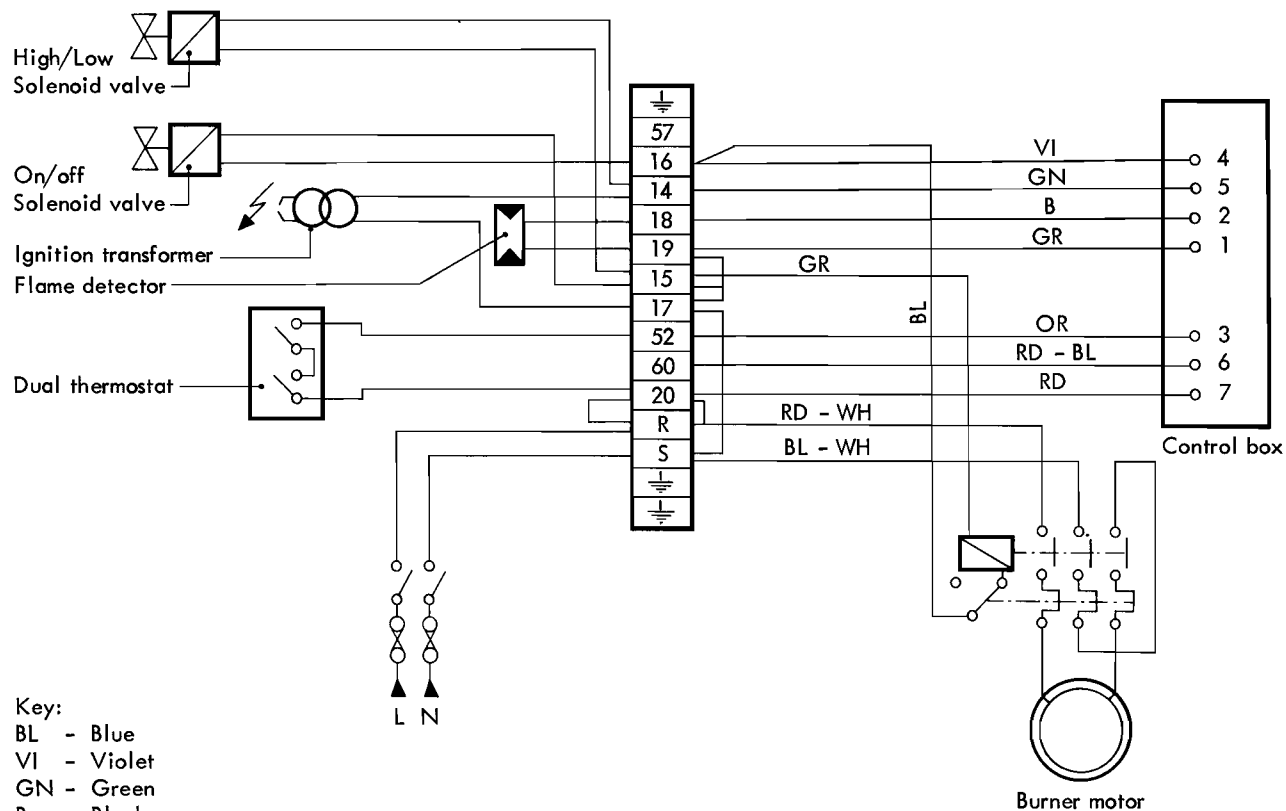 High/Low
Solenoid valve
On/off
Solenoid valve
Ignition transformer
Flame detector
Dual thermostat
57
16
14
18
19
15
17
52
60
20
R
S
VI
GN
B
GR
GR
BL
OR
RD - BL
RD
RD - WH
BL - WH
4
5
2
1
3
6
7
Control box
L N
Burner motor
Key:
BL - Blue
VI - Violet
GN - Green